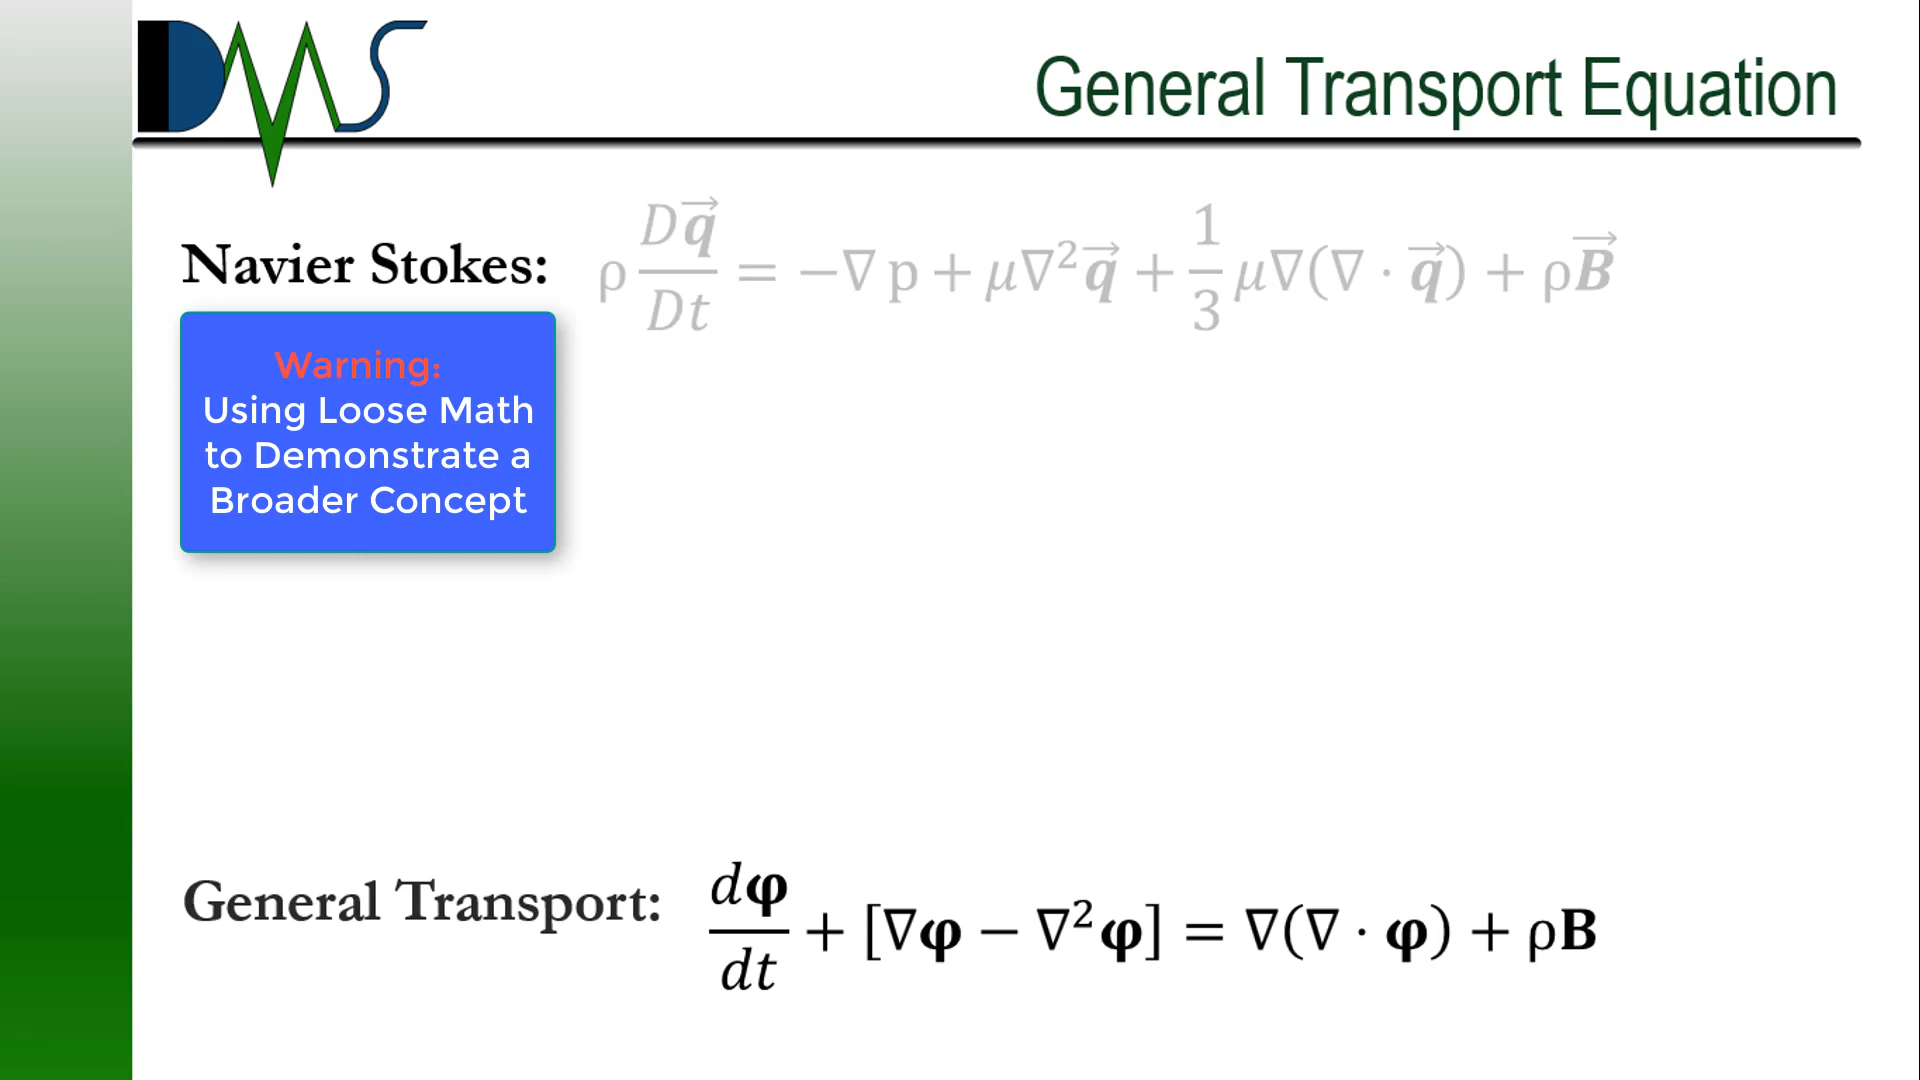 DMS
General Transport Equation
Navier Stokes: ρ D𝒒⃗/Dt = −∇ p + μ∇²𝒒⃗ + 1/3 μ∇(∇ · 𝒒⃗) + ρ𝑩⃗
Warning:
Using Loose Math
to Demonstrate a
Broader Concept
General Transport: d𝛗/dt + [∇𝛗 − ∇²𝛗] = ∇(∇ · 𝛗) + ρ𝐁